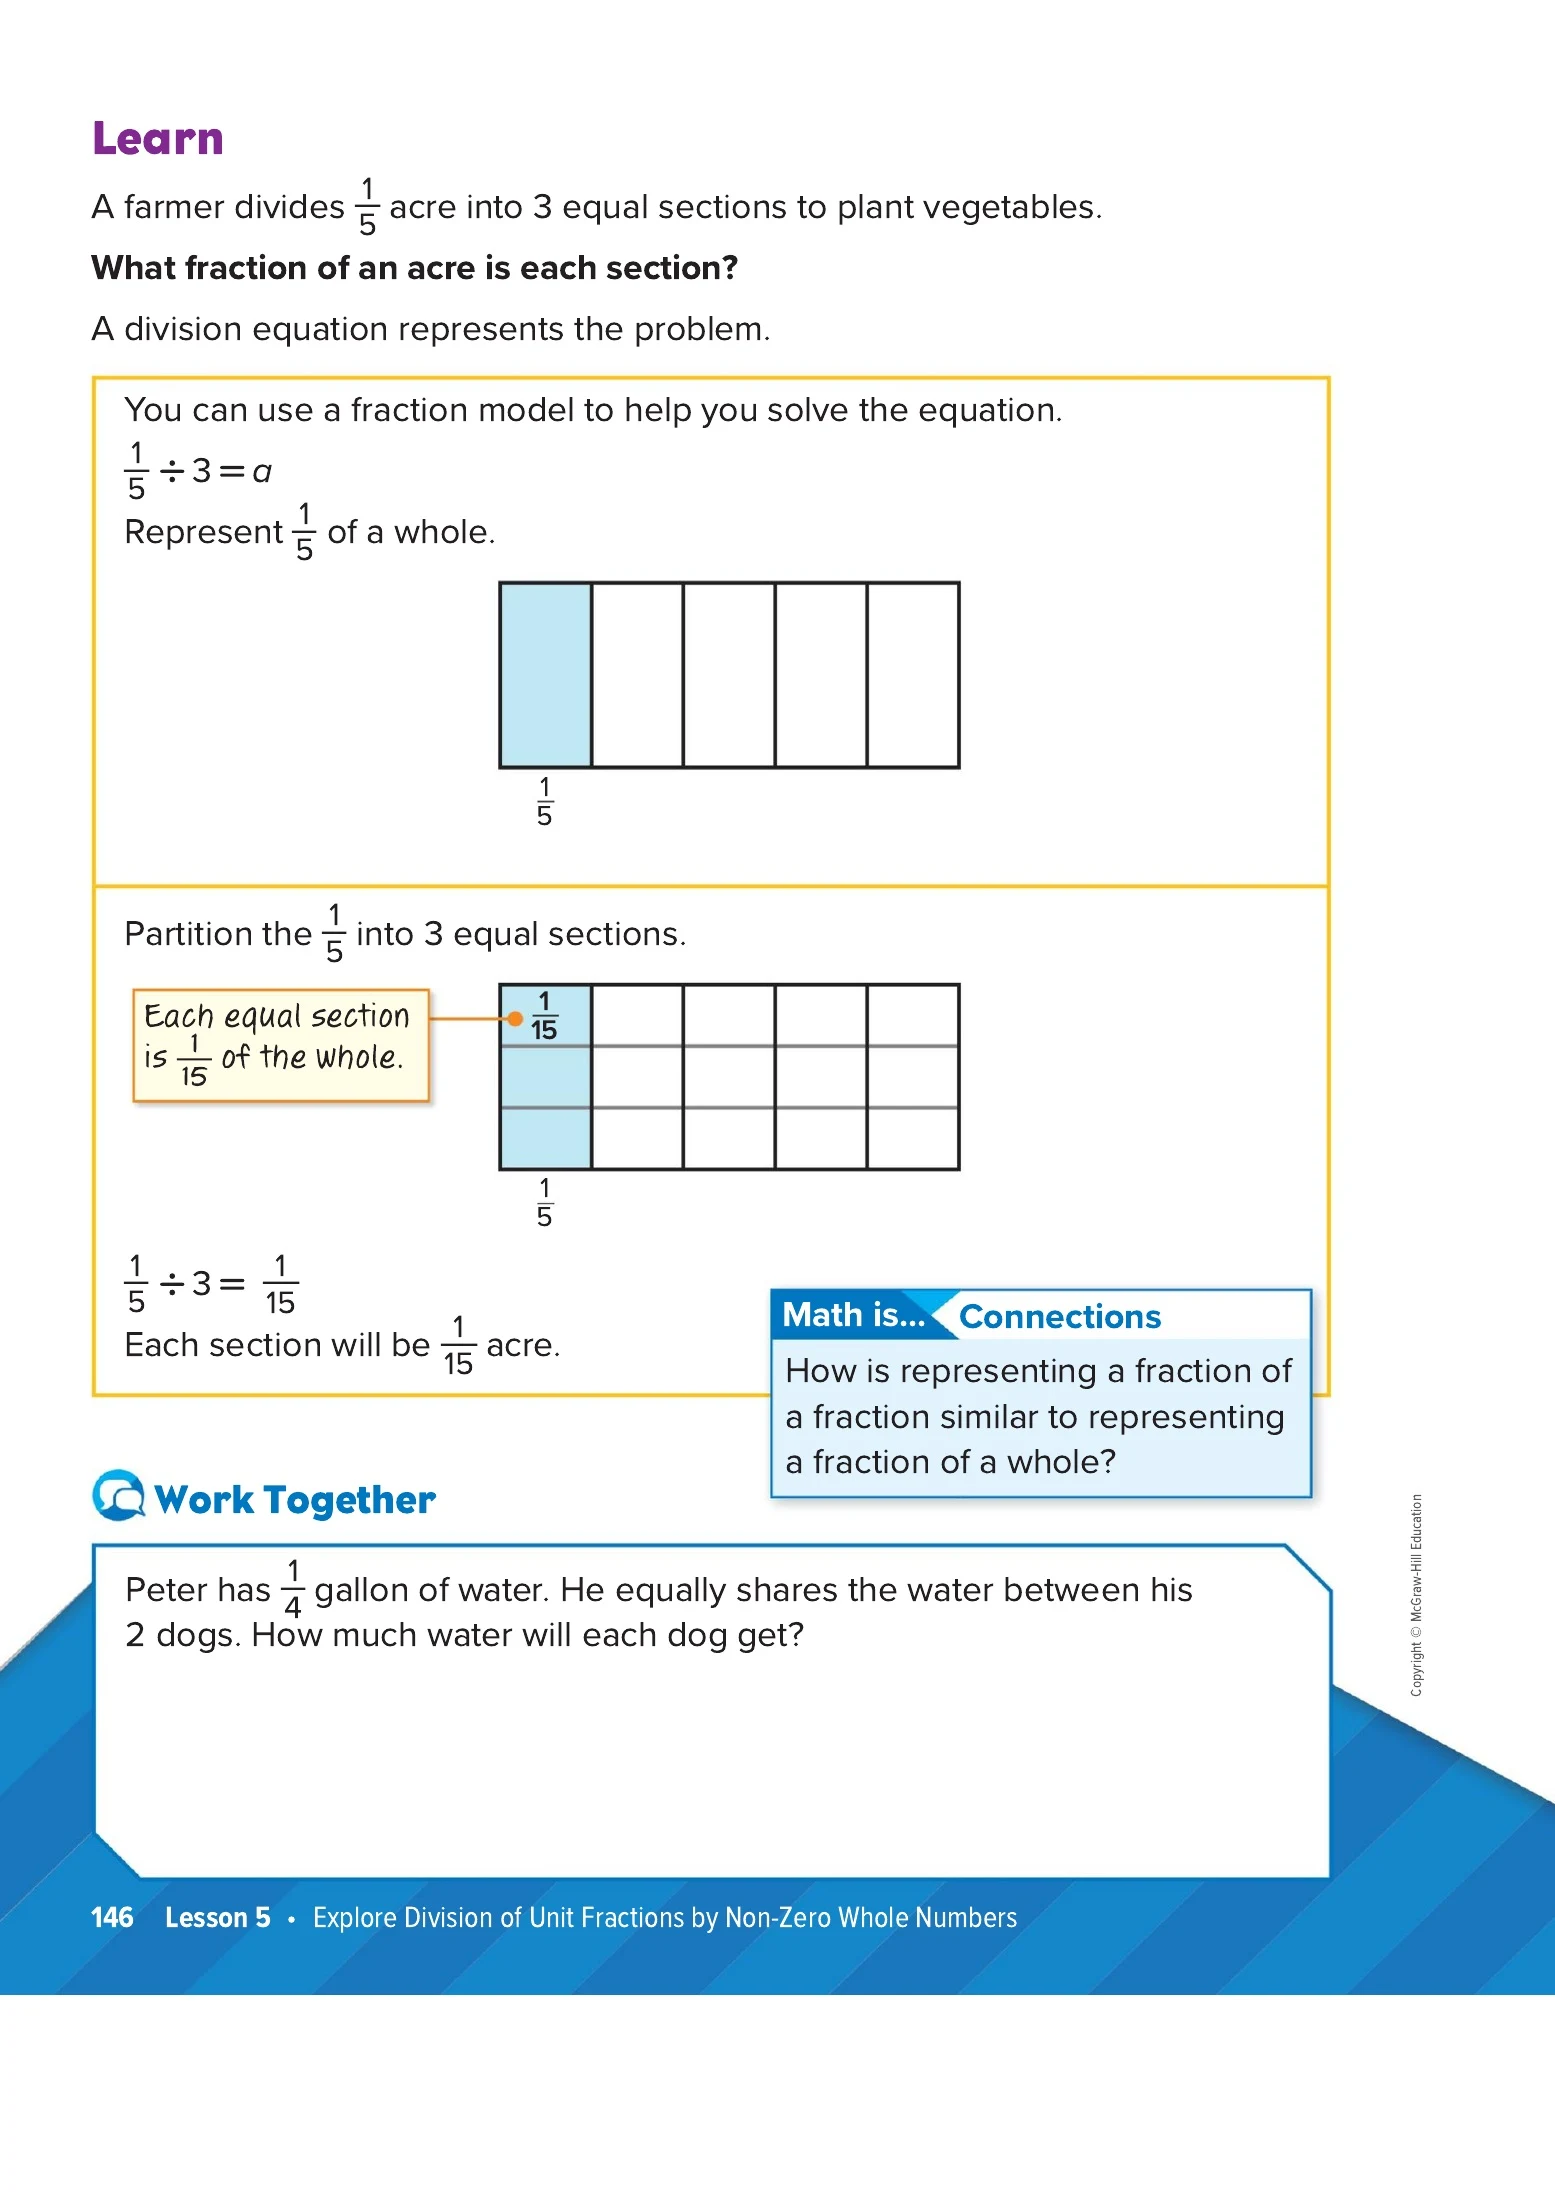 Learn
A farmer divides 1/5 acre into 3 equal sections to plant vegetables.
What fraction of an acre is each section?
A division equation represents the problem.
You can use a fraction model to help you solve the equation.
1/5 ÷ 3 = a
Represent 1/5 of a whole.
1/5
Partition the 1/5 into 3 equal sections.
Each equal section
is 1/15 of the whole.
1/15
1/5
1/5 ÷ 3 = 1/15
Each section will be 1/15 acre.
Math is... Connections
How is representing a fraction of
a fraction similar to representing
a fraction of a whole?
Work Together
Peter has 1/4 gallon of water. He equally shares the water between his
2 dogs. How much water will each dog get?
Copyright © McGraw-Hill Education
146 Lesson 5 • Explore Division of Unit Fractions by Non-Zero Whole Numbers